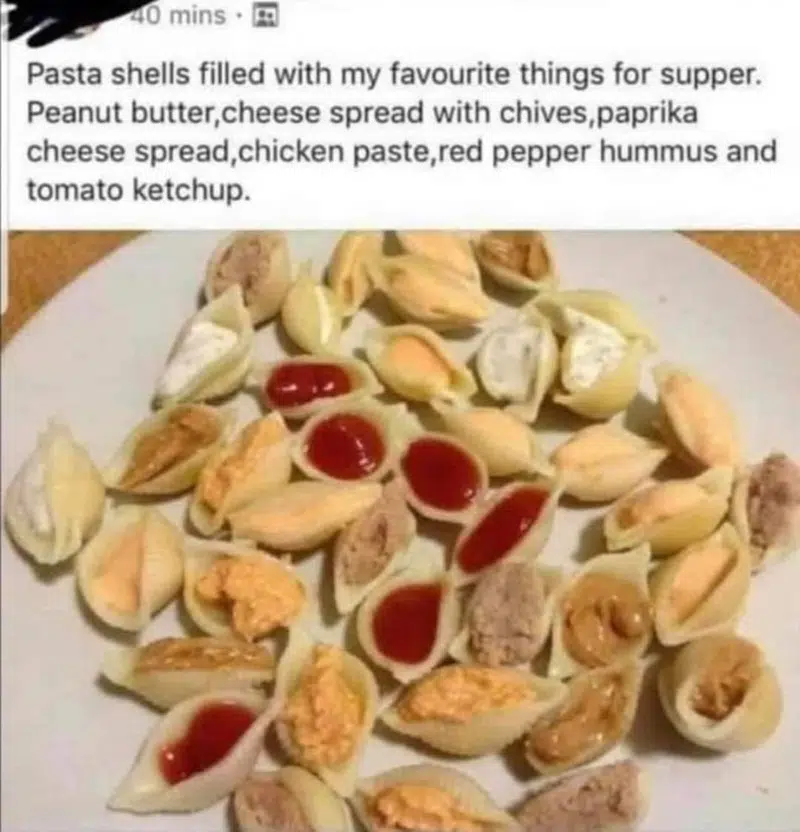 40 mins ·
Pasta shells filled with my favourite things for supper.
Peanut butter,cheese spread with chives,paprika
cheese spread,chicken paste,red pepper hummus and
tomato ketchup.